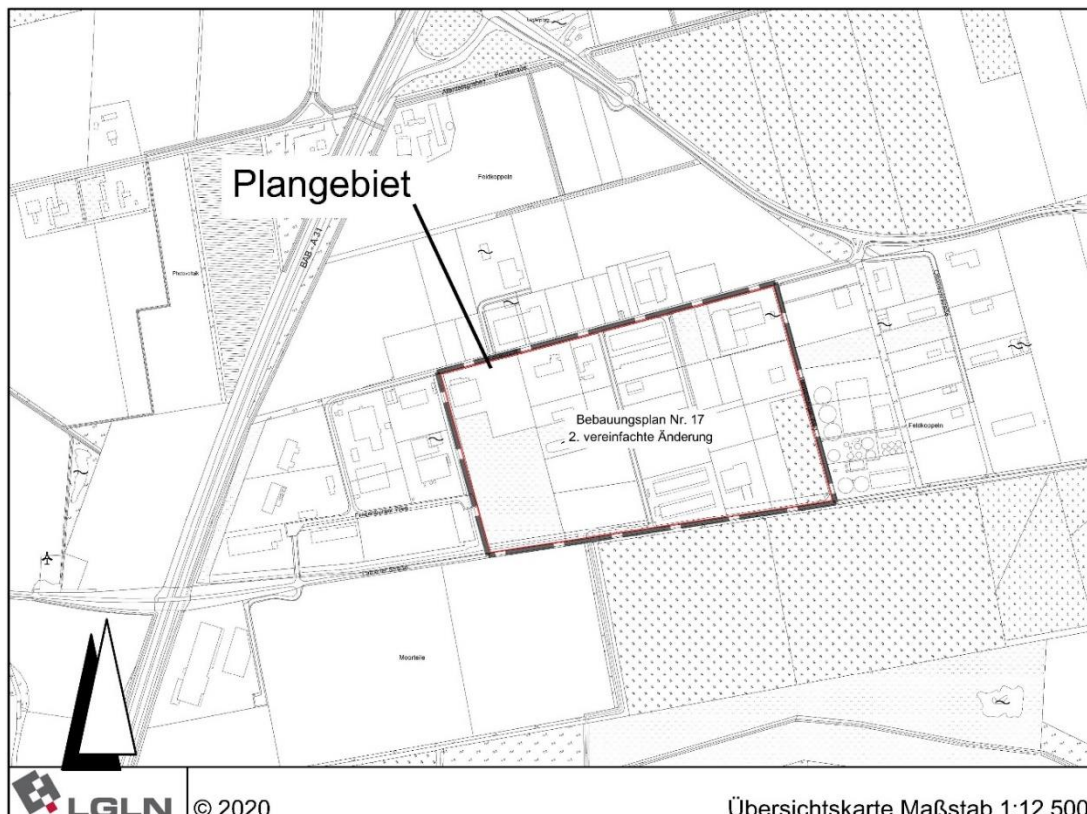 Feldkoppeln
Plangebiet
BAB - A 31
Photovoltaik
Bebauungsplan Nr. 17
2. vereinfachte Änderung
Feldkoppeln
Moorteile
LGLN
© 2020
Übersichtskarte Maßstab 1:12.500